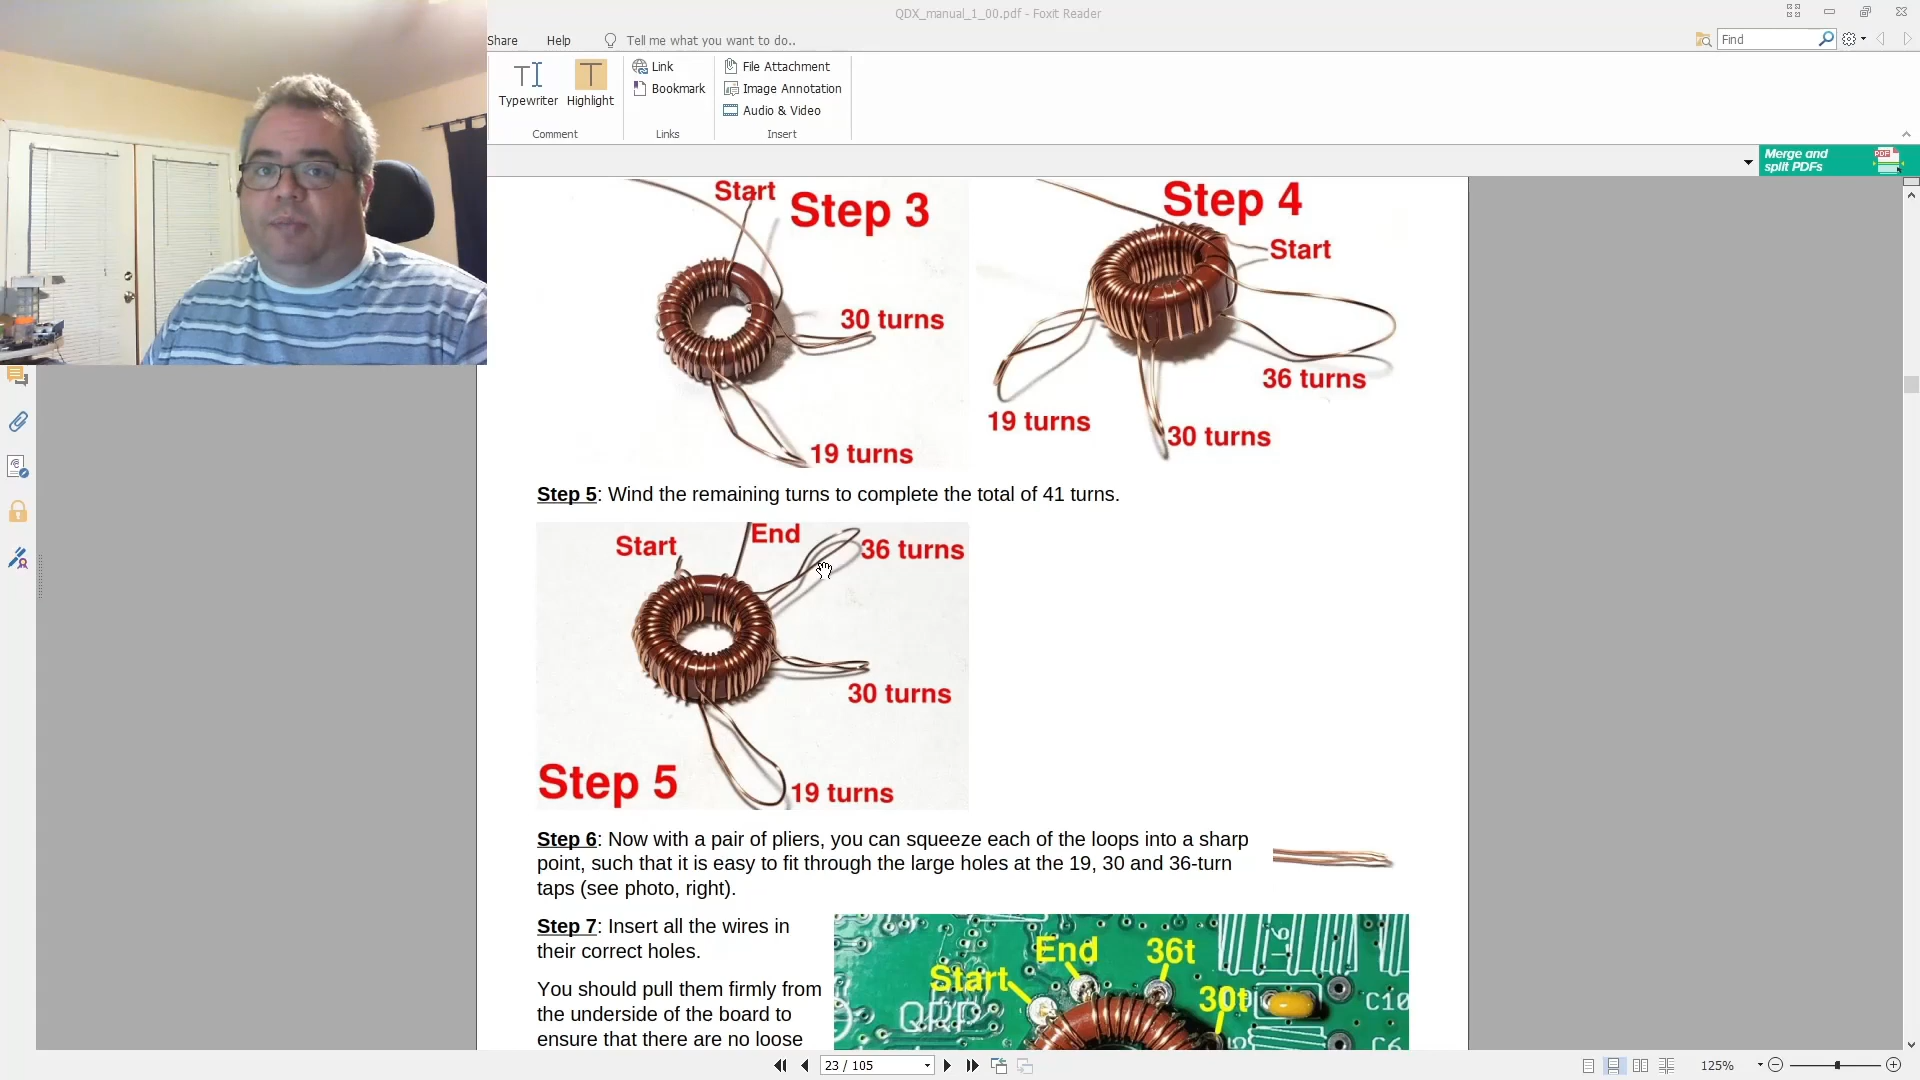 QDX_manual_1_00.pdf - Foxit Reader
Share Help Tell me what you want to do..
Find
Typewriter Highlight
Comment
Link
Bookmark
Links
File Attachment
Image Annotation
Audio & Video
Insert
Merge and
split PDFs
PDF
Start Step 3
30 turns
19 turns
Step 4
Start
36 turns
19 turns
30 turns
Step 5: Wind the remaining turns to complete the total of 41 turns.
Start End
36 turns
30 turns
Step 5
19 turns
Step 6: Now with a pair of pliers, you can squeeze each of the loops into a sharp
point, such that it is easy to fit through the large holes at the 19, 30 and 36-turn
taps (see photo, right).
Step 7: Insert all the wires in
their correct holes.
You should pull them firmly from
the underside of the board to
ensure that there are no loose
End 36t
Start
30t
QRP
C10
C6
23 / 105
125%